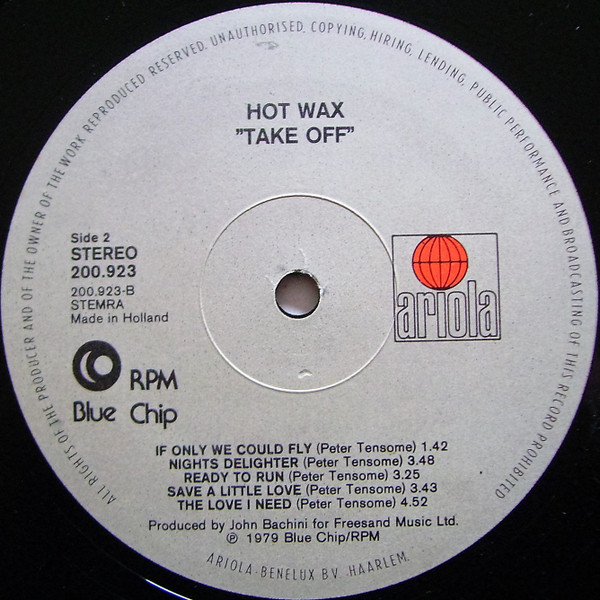 ALL RIGHTS OF THE PRODUCER AND OF THE OWNER OF THE WORK REPRODUCED RESERVED. UNAUTHORISED, COPYING, HIRING, LENDING, PUBLIC PERFORMANCE AND BROADCASTING OF THIS RECORD PROHIBITED
HOT WAX
"TAKE OFF"
Side 2
STEREO
200.923
200.923-B
STEMRA
Made in Holland
ariola
RPM
Blue Chip
IF ONLY WE COULD FLY (Peter Tensome) 1.42
NIGHTS DELIGHTER (Peter Tensome) 3.48
READY TO RUN (Peter Tensome) 3.25
SAVE A LITTLE LOVE (Peter Tensome) 3.43
THE LOVE I NEED (Peter Tensome) 4.52
Produced by John Bachini for Freesand Music Ltd.
℗ 1979 Blue Chip/RPM
ARIOLA-BENELUX B.V. HAARLEM.